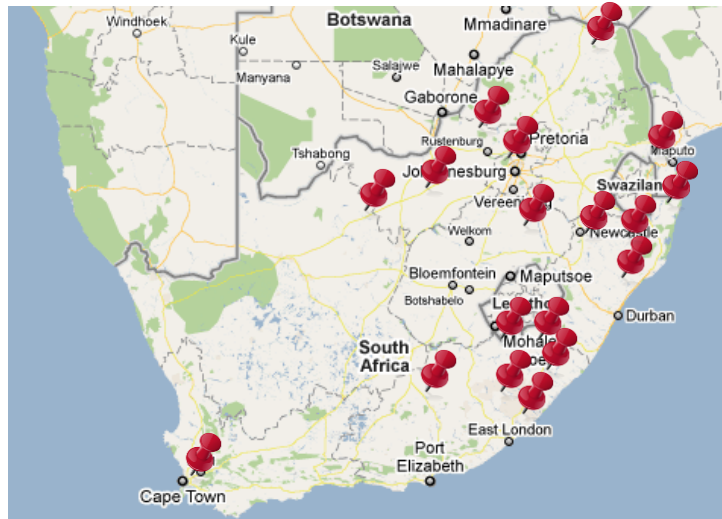 Botswana
Windhoek
Mmadinare
Kule
Salajwe
Manyana
Mahalapye
Gaborone
Rustenburg
Pretoria
Tshabong
Maputo
Swazilan
Welkom
Newcastle
Bloemfontein
Maputsoe
Botshabelo
Durban
South
Africa
East London
Port
Elizabeth
Cape Town